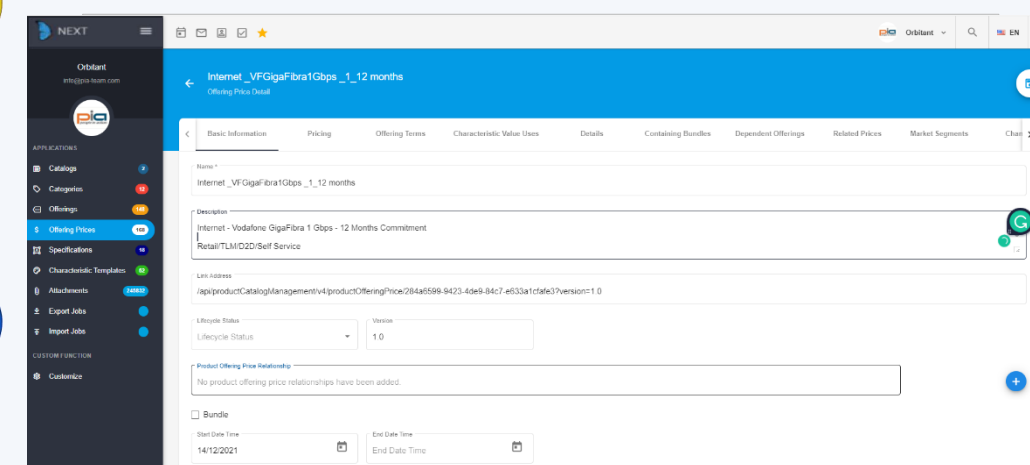 NEXT
Orbitant
EN
Orbitant
info@pia-team.com
pia
Internet _VFGigaFibra1Gbps _1_12 months
Offering Price Detail
Basic Information
Pricing
Offering Terms
Characteristic Value Uses
Details
Containing Bundles
Dependent Offerings
Related Prices
Market Segments
Chan
APPLICATIONS
Catalogs
2
Categories
12
Offerings
Offering Prices
Specifications
Characteristic Templates
Attachments
Export Jobs
Import Jobs
CUSTOM FUNCTION
Customize
Name *
Internet _VFGigaFibra1Gbps _1_12 months
Description
Internet - Vodafone GigaFibra 1 Gbps - 12 Months Commitment
Retail/TLM/D2D/Self Service
Link Address
/api/productCatalogManagement/v4/productOfferingPrice/284a6599-9423-4de9-84c7-e633a1cfafe3?version=1.0
Lifecycle Status
Lifecycle Status
Version
1.0
Product Offering Price Relationship
No product offering price relationships have been added.
Bundle
Start Date Time
14/12/2021
End Date Time
End Date Time